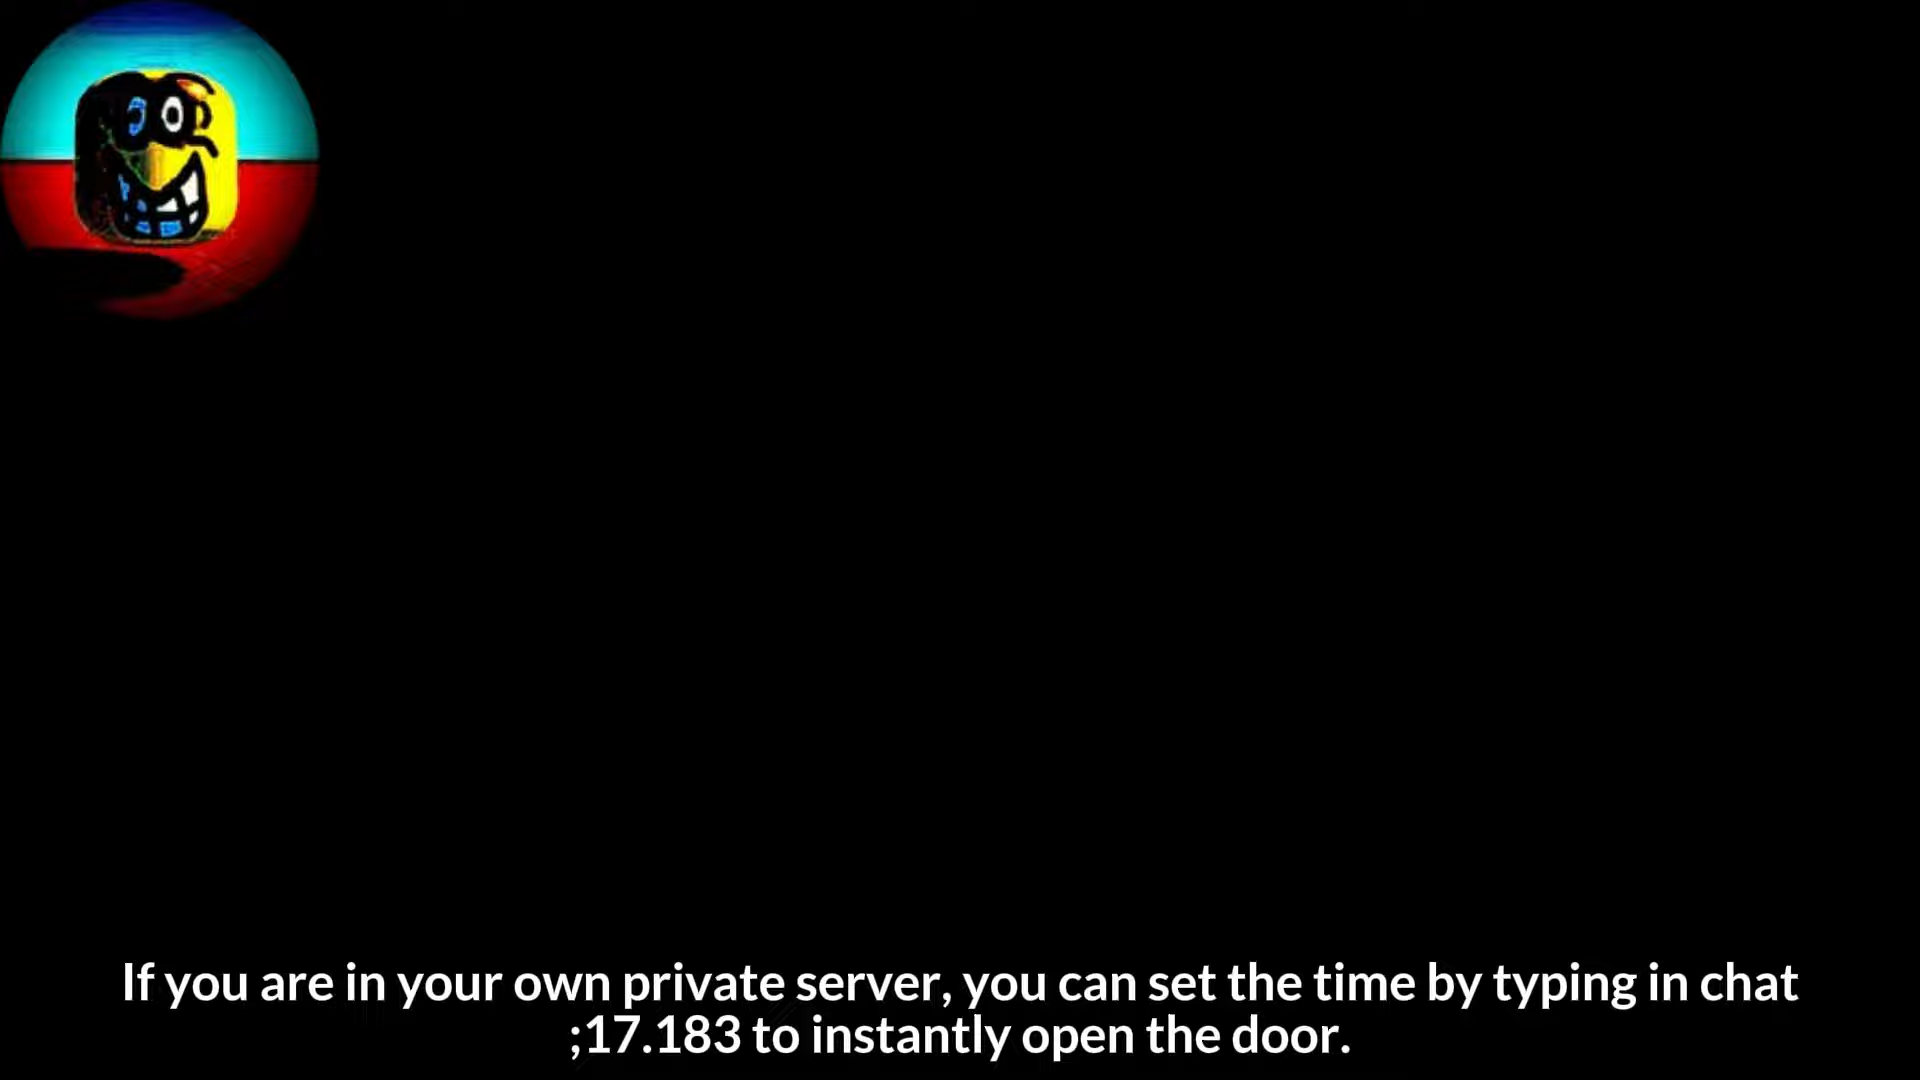 If you are in your own private server, you can set the time by typing in chat
;17.183 to instantly open the door.